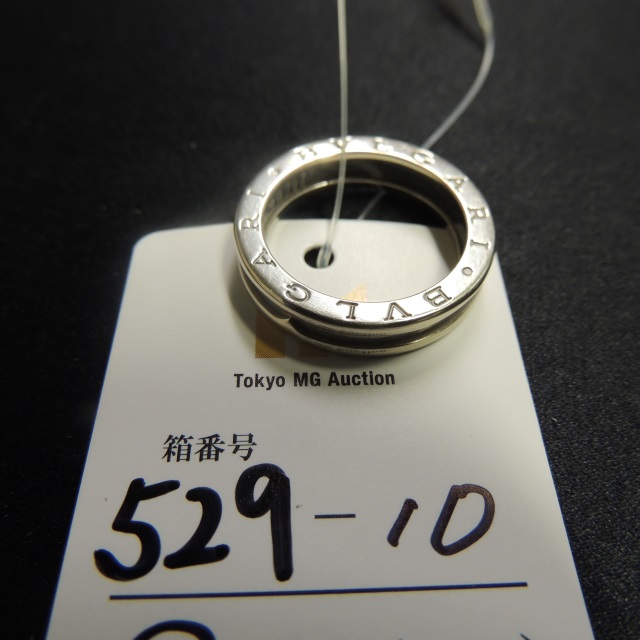 BVLGARI • BVLGARI •
Tokyo MG Auction
箱番号
529-10